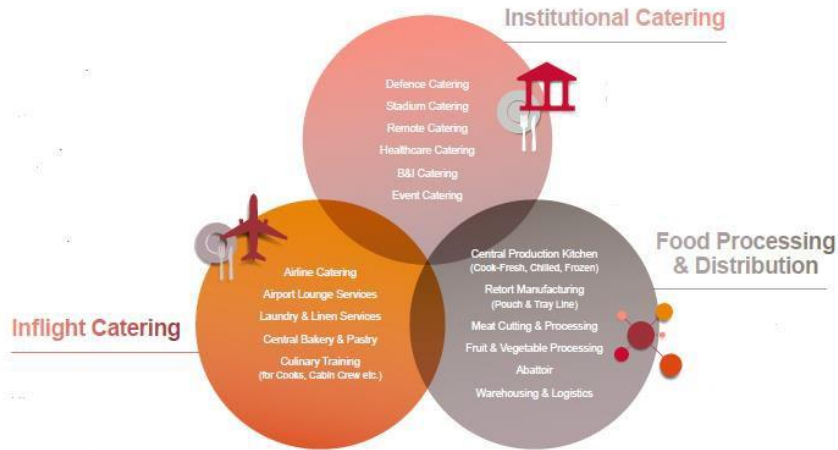 Institutional Catering
Defence Catering
Stadium Catering
Remote Catering
Healthcare Catering
B&I Catering
Event Catering
Inflight Catering
Airline Catering
Airport Lounge Services
Laundry & Linen Services
Central Bakery & Pastry
Culinary Training
(for Cooks, Cabin Crew etc.)
Food Processing
& Distribution
Central Production Kitchen
(Cook-Fresh, Chilled, Frozen)
Retort Manufacturing
(Pouch & Tray Line)
Meat Cutting & Processing
Fruit & Vegetable Processing
Abattoir
Warehousing & Logistics